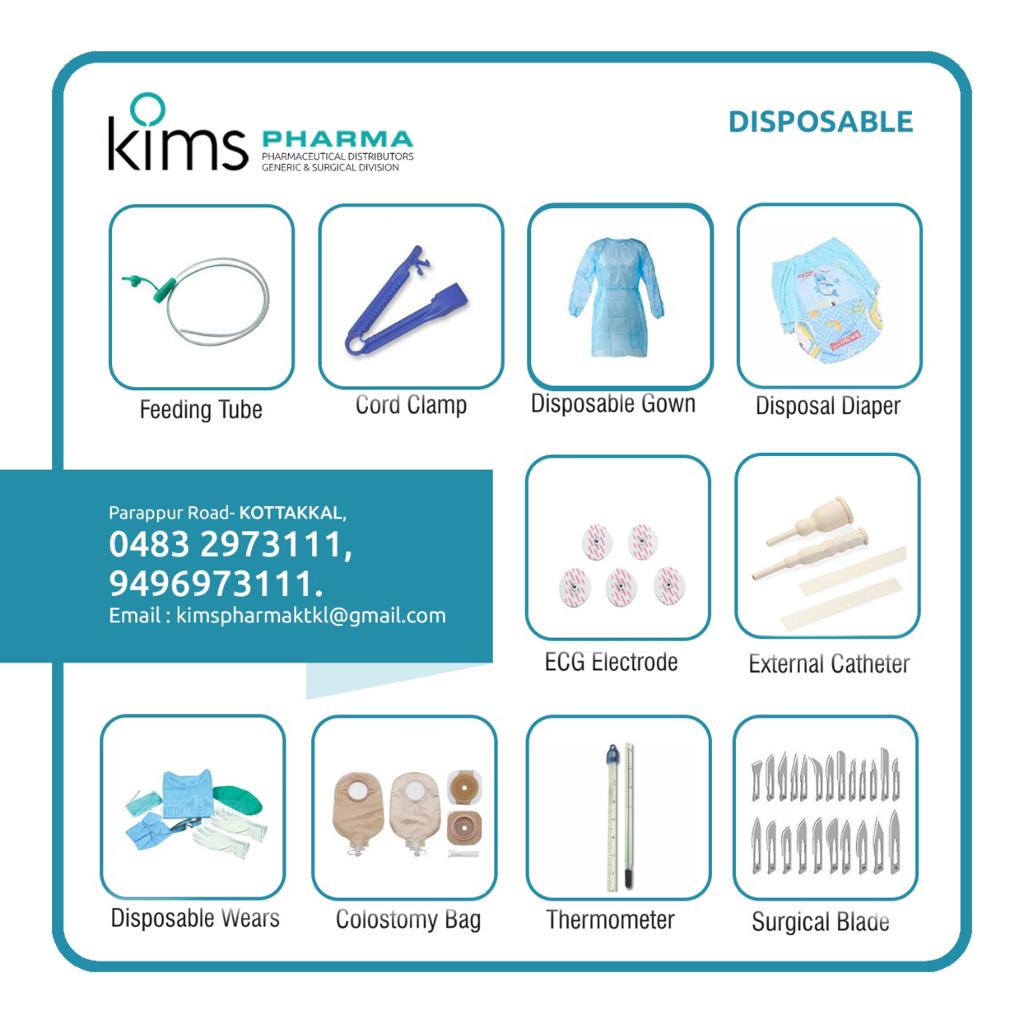 kims PHARMA
PHARMACEUTICAL DISTRIBUTORS
GENERIC & SURGICAL DIVISION
DISPOSABLE
Feeding Tube
Cord Clamp
Disposable Gown
Disposal Diaper
Parappur Road- KOTTAKKAL,
0483 2973111,
9496973111.
Email : kimspharmaktkl@gmail.com
ECG Electrode
External Catheter
Disposable Wears
Colostomy Bag
Thermometer
Surgical Blade